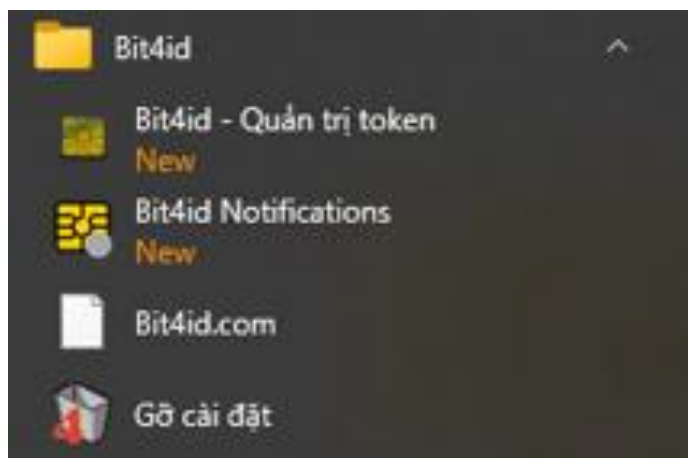 Bit4id
Bit4id - Quản trị token
New
Bit4id Notifications
New
Bit4id.com
Gỡ cài đặt